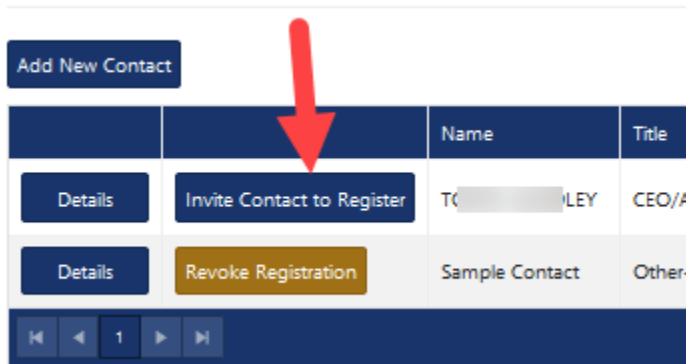 Add New Contact
Name Title
Details Invite Contact to Register CEO/
Details Revoke Registration Sample Contact Other-
1